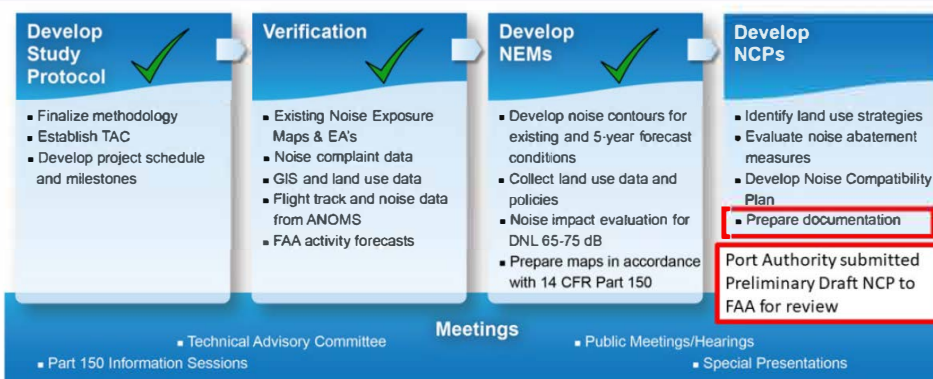 Develop
Study
Protocol
▪ Finalize methodology
▪ Establish TAC
▪ Develop project schedule
and milestones
Verification
▪ Existing Noise Exposure
Maps & EA's
▪ Noise complaint data
▪ GIS and land use data
▪ Flight track and noise data
from ANOMS
▪ FAA activity forecasts
Develop
NEMs
▪ Develop noise contours for
existing and 5-year forecast
conditions
▪ Collect land use data and
policies
▪ Noise impact evaluation for
DNL 65-75 dB
▪ Prepare maps in accordance
with 14 CFR Part 150
Develop
NCPs
▪ Identify land use strategies
▪ Evaluate noise abatement
measures
▪ Develop Noise Compatibility
Plan
▪ Prepare documentation
Port Authority submitted
Preliminary Draft NCP to
FAA for review
Meetings
▪ Technical Advisory Committee
▪ Public Meetings/Hearings
▪ Part 150 Information Sessions
▪ Special Presentations